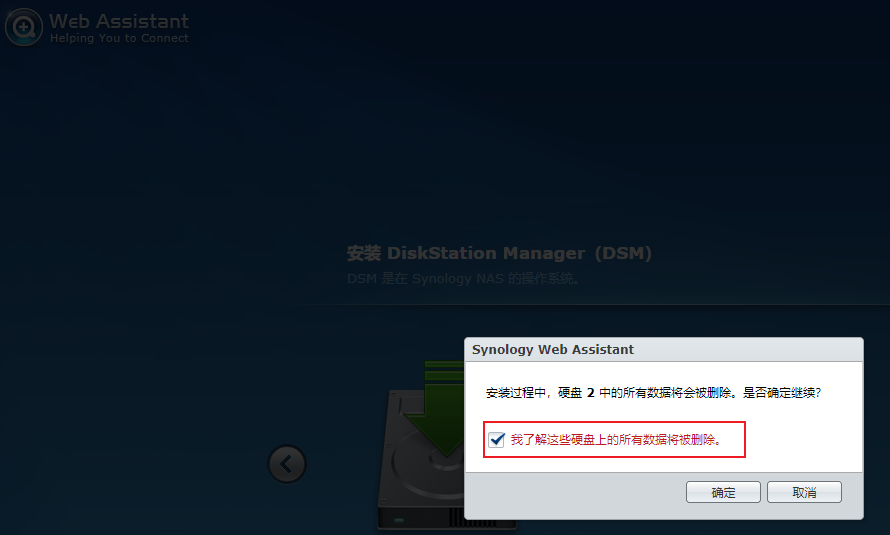 Web Assistant
Helping You to Connect
安装 DiskStation Manager（DSM）
DSM 是在 Synology NAS 的操作系统。
Synology Web Assistant
安装过程中，硬盘 2 中的所有数据将会被删除。是否确定继续？
我了解这些硬盘上的所有数据将被删除。
确定 取消